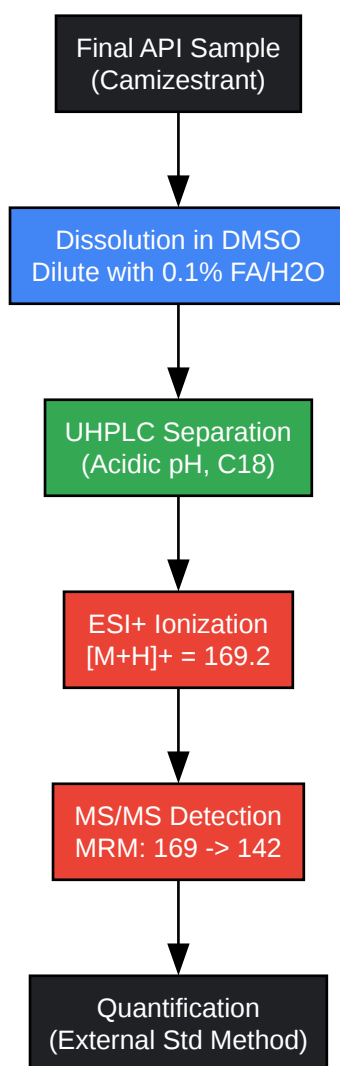 Final API Sample
(Camizestrant)
Dissolution in DMSO
Dilute with 0.1% FA/H2O
UHPLC Separation
(Acidic pH, C18)
ESI+ Ionization
[M+H]+ = 169.2
MS/MS Detection
MRM: 169 -> 142
Quantification
(External Std Method)